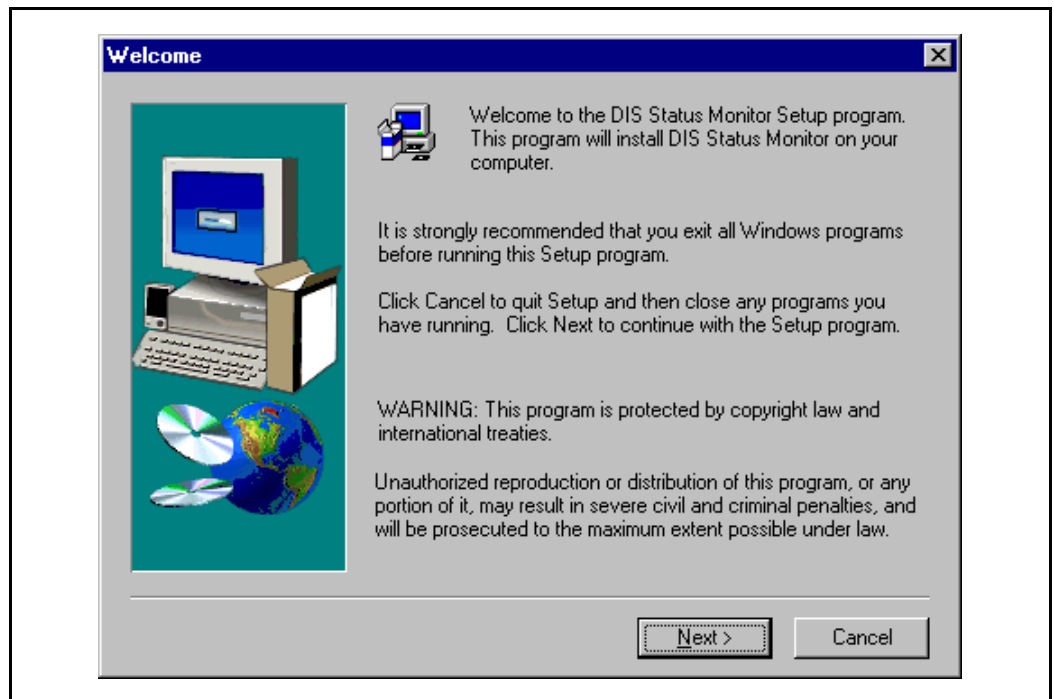 Welcome
Welcome to the DIS Status Monitor Setup program.
This program will install DIS Status Monitor on your
computer.
It is strongly recommended that you exit all Windows programs
before running this Setup program.
Click Cancel to quit Setup and then close any programs you
have running.  Click Next to continue with the Setup program.
WARNING: This program is protected by copyright law and
international treaties.
Unauthorized reproduction or distribution of this program, or any
portion of it, may result in severe civil and criminal penalties, and
will be prosecuted to the maximum extent possible under law.
Next >
Cancel